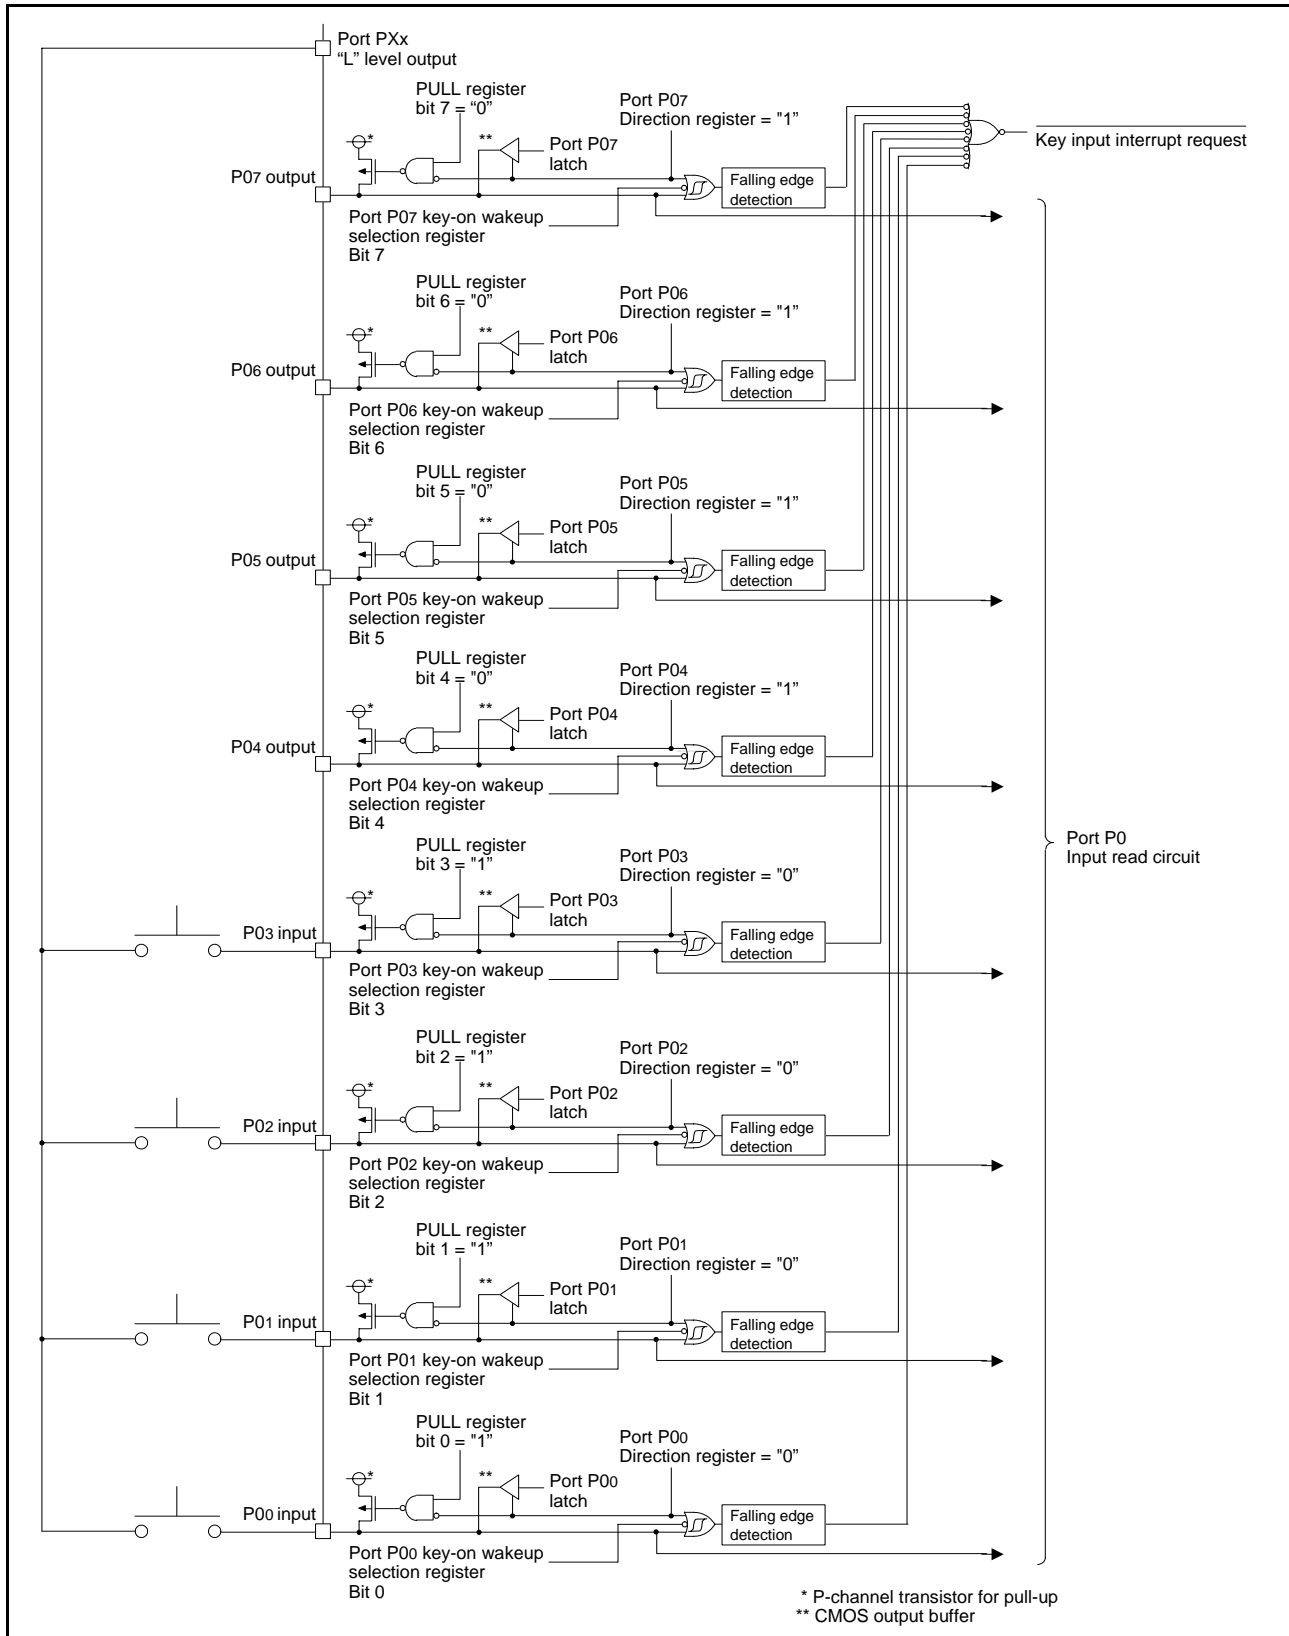 Port PXx
“L” level output
PULL register
bit 7 = “0”
Port P07
Direction register = "1”
*
**
Port P07
latch
Key input interrupt request
P07 output
Falling edge
detection
Port P07 key-on wakeup
selection register
Bit 7
PULL register
bit 6 = "0”
Port P06
Direction register = "1”
*
**
Port P06
latch
P06 output
Falling edge
detection
Port P06 key-on wakeup
selection register
Bit 6
PULL register
bit 5 = "0”
Port P05
Direction register = "1”
*
**
Port P05
latch
P05 output
Falling edge
detection
Port P05 key-on wakeup
selection register
Bit 5
PULL register
bit 4 = "0”
Port P04
Direction register = "1”
*
**
Port P04
latch
P04 output
Falling edge
detection
Port P04 key-on wakeup
selection register
Bit 4
PULL register
bit 3 = "1”
Port P03
Direction register = "0”
Port P0
Input read circuit
*
**
Port P03
latch
P03 input
Falling edge
detection
Port P03 key-on wakeup
selection register
Bit 3
PULL register
bit 2 = "1”
Port P02
Direction register = "0”
*
**
Port P02
latch
P02 input
Falling edge
detection
Port P02 key-on wakeup
selection register
Bit 2
PULL register
bit 1 = "1”
Port P01
Direction register = "0”
*
**
Port P01
latch
P01 input
Falling edge
detection
Port P01 key-on wakeup
selection register
Bit 1
PULL register
bit 0 = "1”
Port P00
Direction register = "0”
*
**
Port P00
latch
P00 input
Falling edge
detection
Port P00 key-on wakeup
selection register
Bit 0
* P-channel transistor for pull-up
** CMOS output buffer